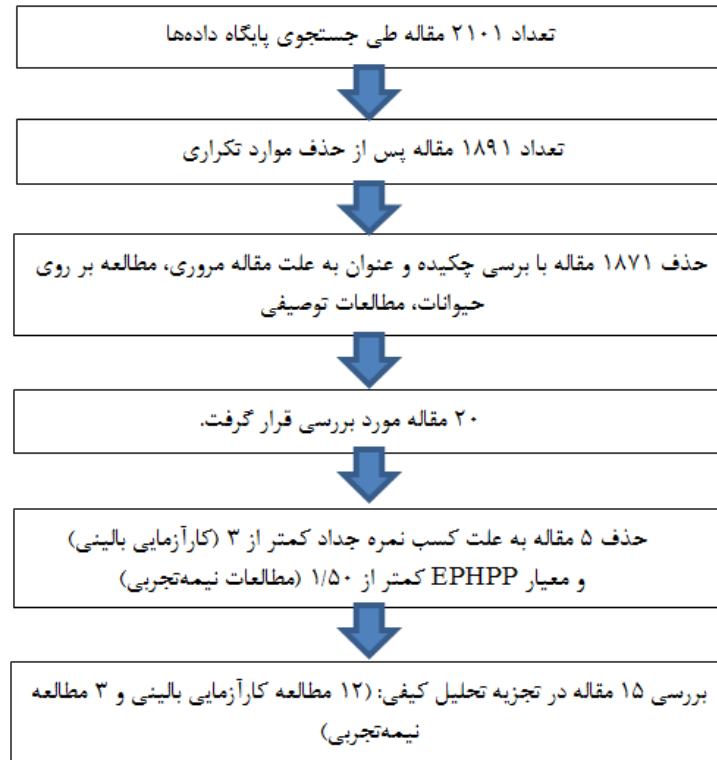 تعداد ۲۱۰۱ مقاله طی جستجوی پایگاه داده‌ها
تعداد ۱۸۹۱ مقاله پس از حذف موارد تکراری
حذف ۱۸۷۱ مقاله با برسی چکیده و عنوان به علت مقاله مروری، مطالعه بر روی
حیوانات، مطالعات توصیفی
۲۰ مقاله مورد بررسی قرار گرفت.
حذف ۵ مقاله به علت کسب نمره جداد کمتر از ۳ (کارآزمایی بالینی)
و معیار EPHPP کمتر از ۱/۵۰ (مطالعات نیمه‌تجربی)
بررسی ۱۵ مقاله در تجزیه تحلیل کیفی: (۱۲ مطالعه کارآزمایی بالینی و ۳ مطالعه
نیمه‌تجربی)